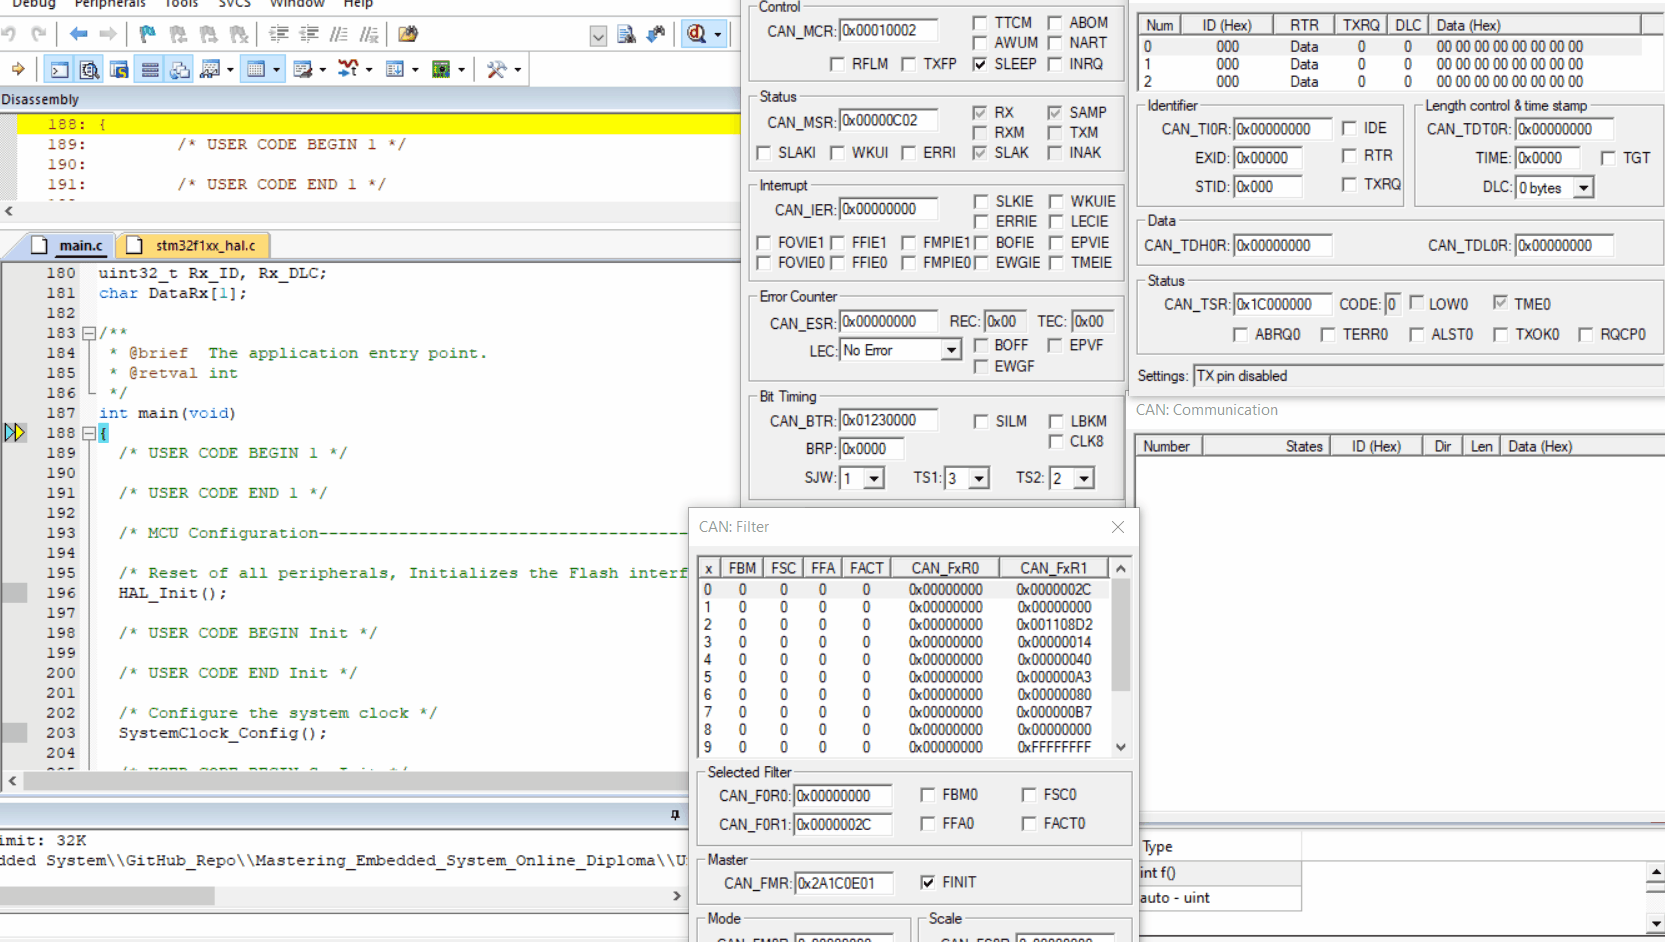 Debug Peripherals Tools SVCS Window Help
Disassembly
188: {
189: /* USER CODE BEGIN 1 */
190:
191: /* USER CODE END 1 */
main.c stm32f1xx_hal.c
180 uint32_t Rx_ID, Rx_DLC;
181 char DataRx[1];
182
183 /**
184 * @brief The application entry point.
185 * @retval int
186 */
187 int main(void)
188 {
189 /* USER CODE BEGIN 1 */
190
191 /* USER CODE END 1 */
192
193 /* MCU Configuration--------------------------------------
194
195 /* Reset of all peripherals, Initializes the Flash interf
196 HAL_Init();
197
198 /* USER CODE BEGIN Init */
199
200 /* USER CODE END Init */
201
202 /* Configure the system clock */
203 SystemClock_Config();
204
imit: 32K
dded System\\GitHub_Repo\\Mastering_Embedded_System_Online_Diploma\\U
Control
CAN_MCR: 0x00010002 TTCM ABOM
AWUM NART
RFLM TXFP SLEEP INRQ
Status
CAN_MSR: 0x00000C02 RX SAMP
RXM TXM
SLAKI WKUI ERRI SLAK INAK
Interrupt
CAN_IER: 0x00000000 SLKIE WKUIE
ERRIE LECIE
FOVIE1 FFIE1 FMPIE1 BOFIE EPVIE
FOVIE0 FFIE0 FMPIE0 EWGIE TMEIE
Error Counter
CAN_ESR: 0x00000000 REC: 0x00 TEC: 0x00
LEC: No Error BOFF EPVF
EWGF
Bit Timing
CAN_BTR: 0x01230000 SILM LBKM
BRP: 0x0000 CLK8
SJW: 1 TS1: 3 TS2: 2
Num ID (Hex) RTR TXRQ DLC Data (Hex)
0 000 Data 0 0 00 00 00 00 00 00 00 00
1 000 Data 0 0 00 00 00 00 00 00 00 00
2 000 Data 0 0 00 00 00 00 00 00 00 00
Identifier
CAN_TI0R: 0x00000000 IDE
EXID: 0x00000 RTR
STID: 0x000 TXRQ
Length control & time stamp
CAN_TDT0R: 0x00000000
TIME: 0x0000 TGT
DLC: 0 bytes
Data
CAN_TDH0R: 0x00000000 CAN_TDL0R: 0x00000000
Status
CAN_TSR: 0x1C000000 CODE: 0 LOW0 TME0
ABRQ0 TERR0 ALST0 TXOK0 RQCP0
Settings: TX pin disabled
CAN: Communication
Number States ID (Hex) Dir Len Data (Hex)
CAN: Filter
x FBM FSC FFA FACT CAN_FxR0 CAN_FxR1
0 0 0 0 0 0x00000000 0x0000002C
1 0 0 0 0 0x00000000 0x00000000
2 0 0 0 0 0x00000000 0x001108D2
3 0 0 0 0 0x00000000 0x00000014
4 0 0 0 0 0x00000000 0x00000040
5 0 0 0 0 0x00000000 0x000000A3
6 0 0 0 0 0x00000000 0x00000080
7 0 0 0 0 0x00000000 0x000000B7
8 0 0 0 0 0x00000000 0x00000000
9 0 0 0 0 0x00000000 0xFFFFFFFF
Selected Filter
CAN_F0R0: 0x00000000 FBM0 FSC0
CAN_F0R1: 0x0000002C FFA0 FACT0
Master
CAN_FMR: 0x2A1C0E01 FINIT
Mode Scale
Type
int f()
auto - uint